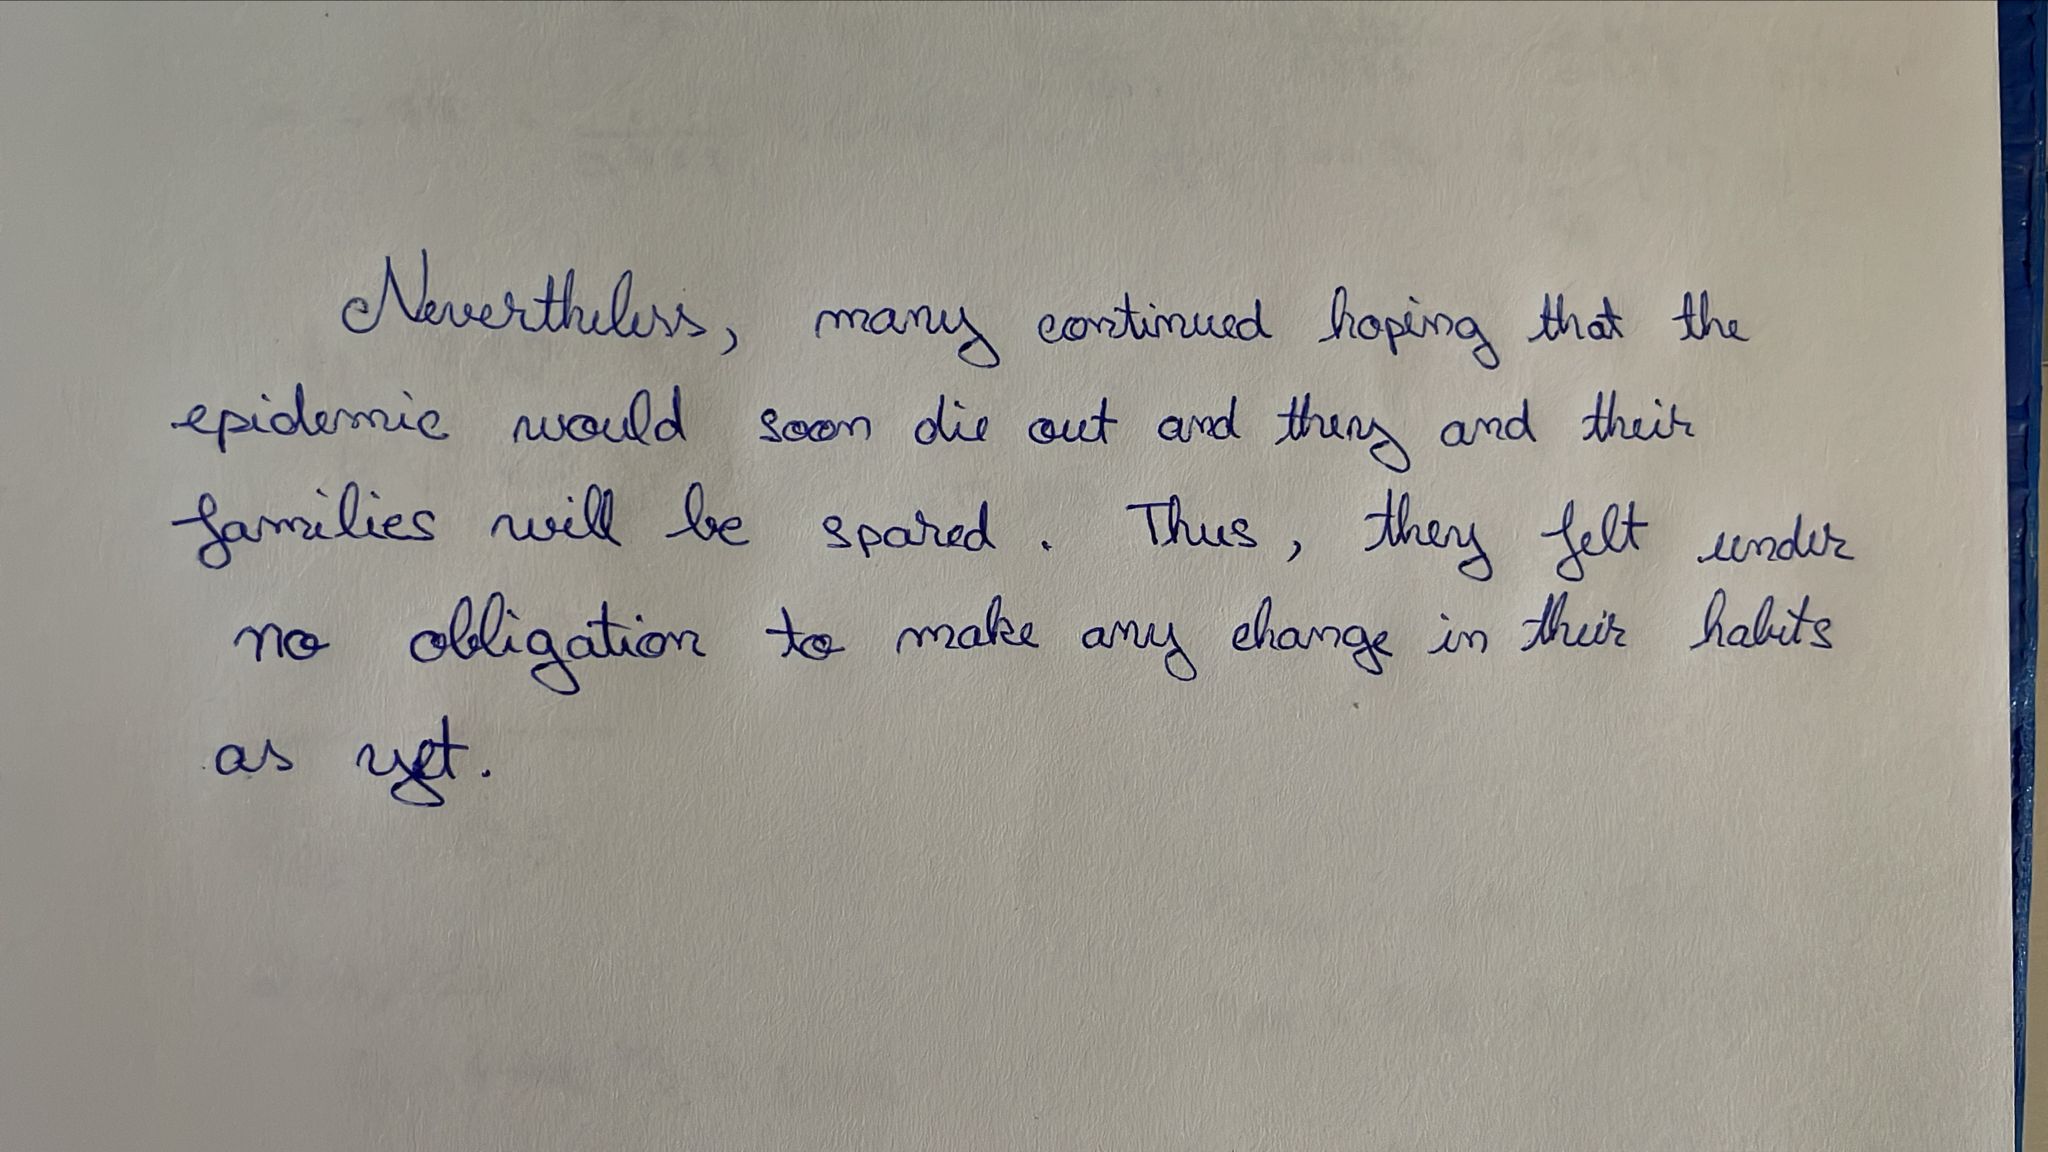 Nevertheless, many continued hoping that the
epidemic would soon die out and they and their
families will be spared. Thus, they felt under
no obligation to make any change in their habits
as yet.